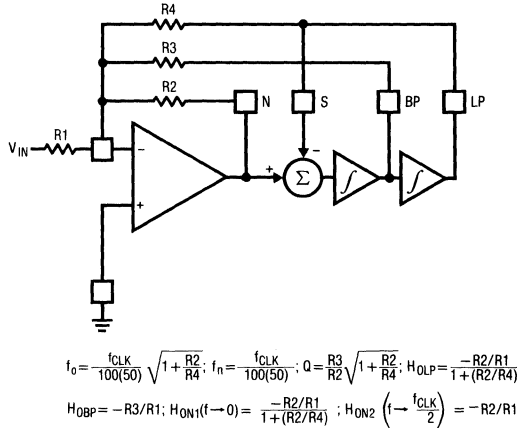 R4
R3
R2
N
S
BP
LP
R1
V_IN
−
+
−
+
Σ
∫
∫
f_o = f_CLK/100(50) √(1 + R2/R4); f_n = f_CLK/100(50); Q = R3/R2 √(1 + R2/R4); H_OLP = −R2/R1 / 1 + (R2/R4)
H_OBP = −R3/R1; H_ON1(f→0) = −R2/R1 / 1 + (R2/R4); H_ON2 (f → f_CLK/2) = −R2/R1